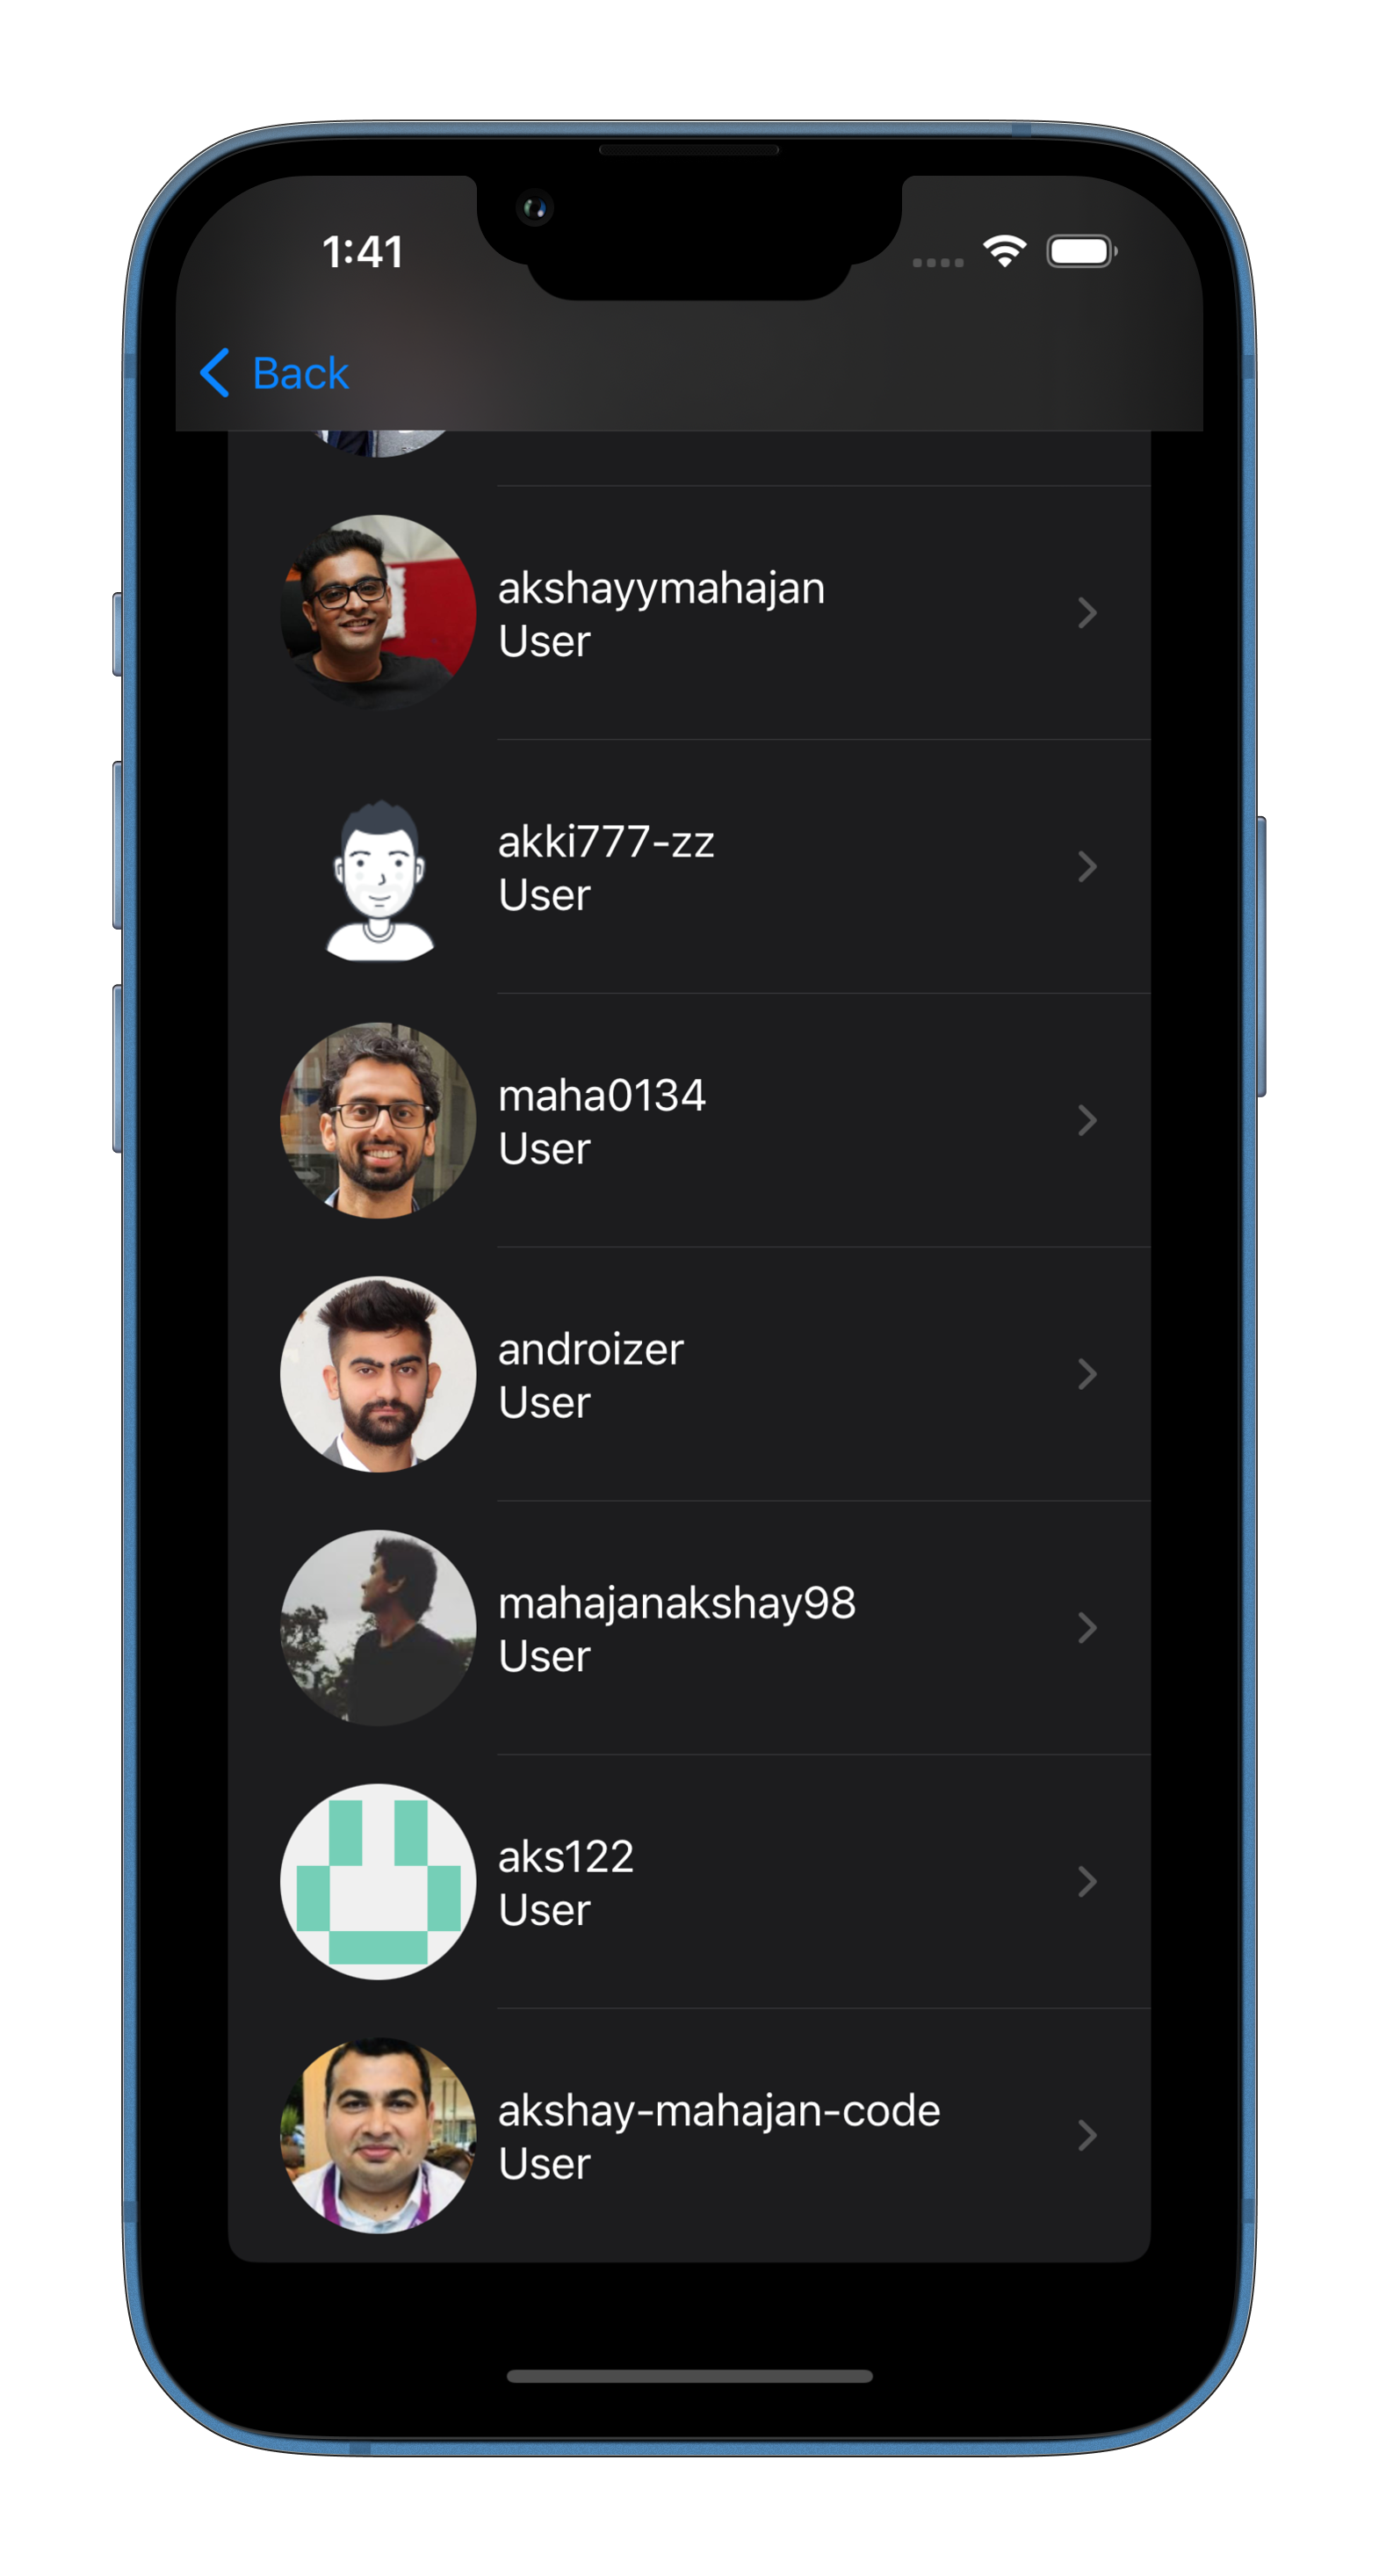 1:41
Back
akshayymahajan
User
akki777-zz
User
maha0134
User
androizer
User
mahajanakshay98
User
aks122
User
akshay-mahajan-code
User